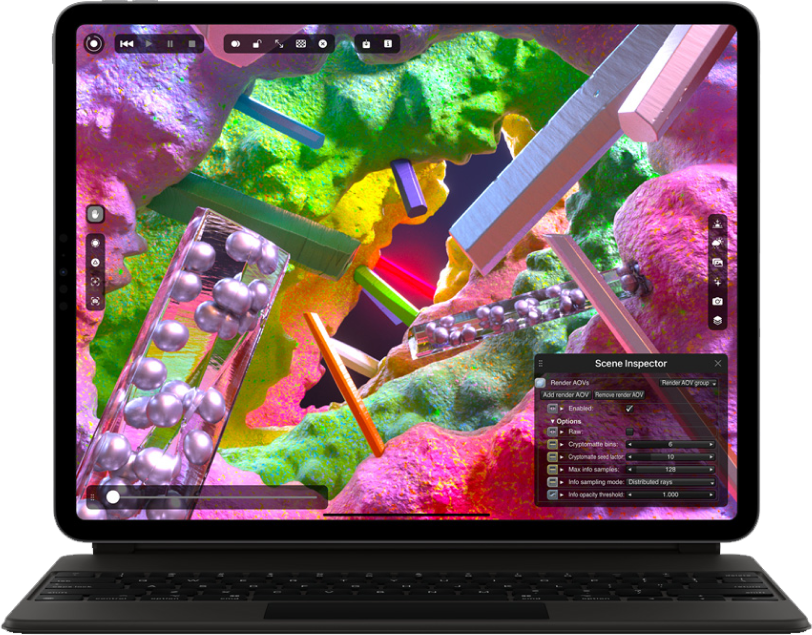 Scene Inspector
Render AOVs Render AOV group
Add render AOV Remove render AOV
Enabled:
Options
Raw:
Cryptomatte bins: 6
Cryptomatte seed factor: 10
Max info samples: 128
Info sampling mode: Distributed rays
Info opacity threshold: 1.000